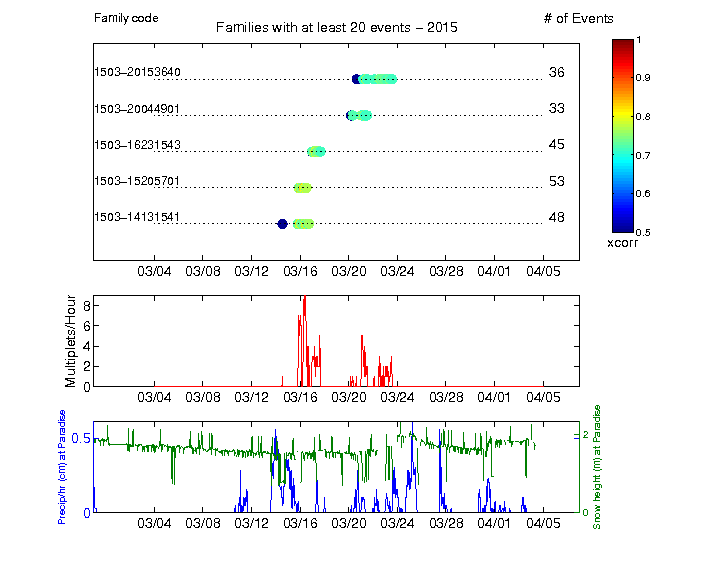 Family code
Families with at least 20 events – 2015
# of Events
1503–20153640 36
1503–20044901 33
1503–16231543 45
1503–15205701 53
1503–14131541 48
03/04 03/08 03/12 03/16 03/20 03/24 03/28 04/01 04/05
1
0.9
0.8
0.7
0.6
0.5
xcorr
Multiplets/Hour
8
6
4
2
0
03/04 03/08 03/12 03/16 03/20 03/24 03/28 04/01 04/05
Precip/hr (cm) at Paradise
0.5
0
2
0
Snow height (m) at Paradise
03/04 03/08 03/12 03/16 03/20 03/24 03/28 04/01 04/05